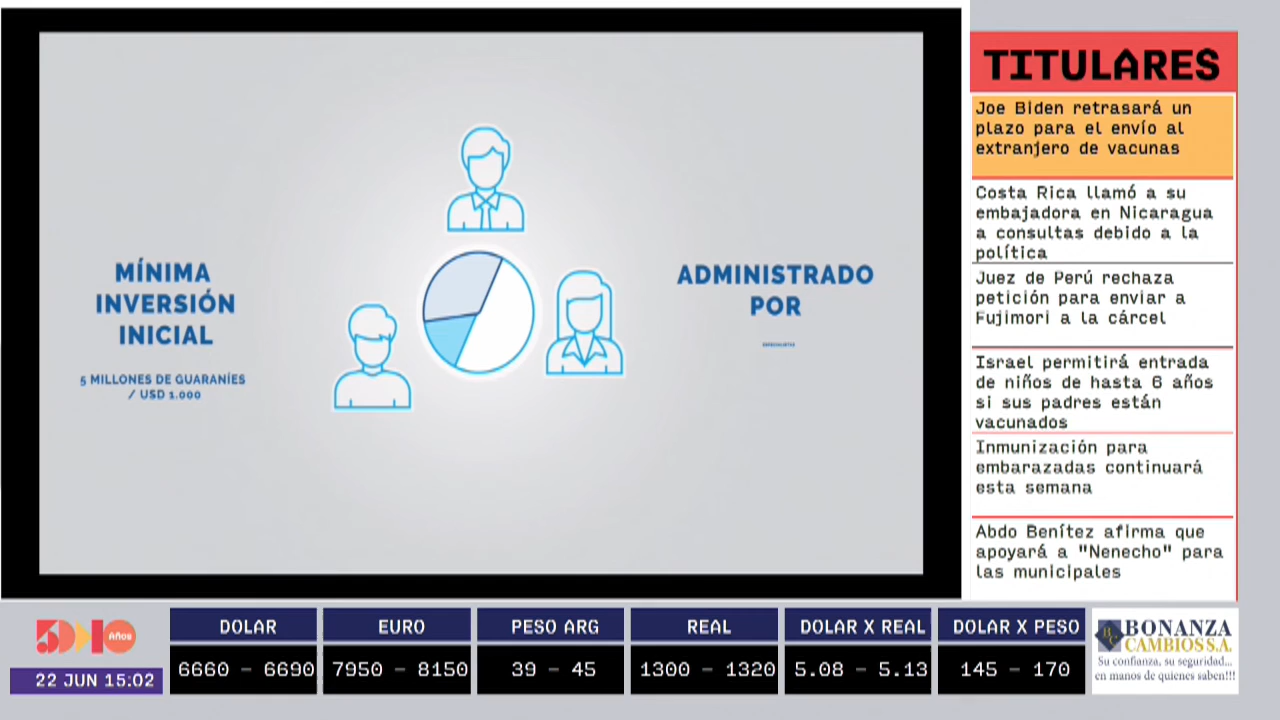 MÍNIMA
INVERSIÓN
INICIAL
5 MILLONES DE GUARANÍES
/ USD 1.000
ADMINISTRADO
POR
TITULARES
Joe Biden retrasará un
plazo para el envío al
extranjero de vacunas
Costa Rica llamó a su
embajadora en Nicaragua
a consultas debido a la
política
Juez de Perú rechaza
petición para enviar a
Fujimori a la cárcel
Israel permitirá entrada
de niños de hasta 6 años
si sus padres están
vacunados
Inmunización para
embarazadas continuará
esta semana
Abdo Benítez afirma que
apoyará a "Nenecho" para
las municipales
Años
22 JUN 15:02
DOLAR
6660 - 6690
EURO
7950 - 8150
PESO ARG
39 - 45
REAL
1300 - 1320
DOLAR X REAL
5.08 - 5.13
DOLAR X PESO
145 - 170
BONANZA
CAMBIOS S.A.
Su confianza, su seguridad...
en manos de quienes saben!!!